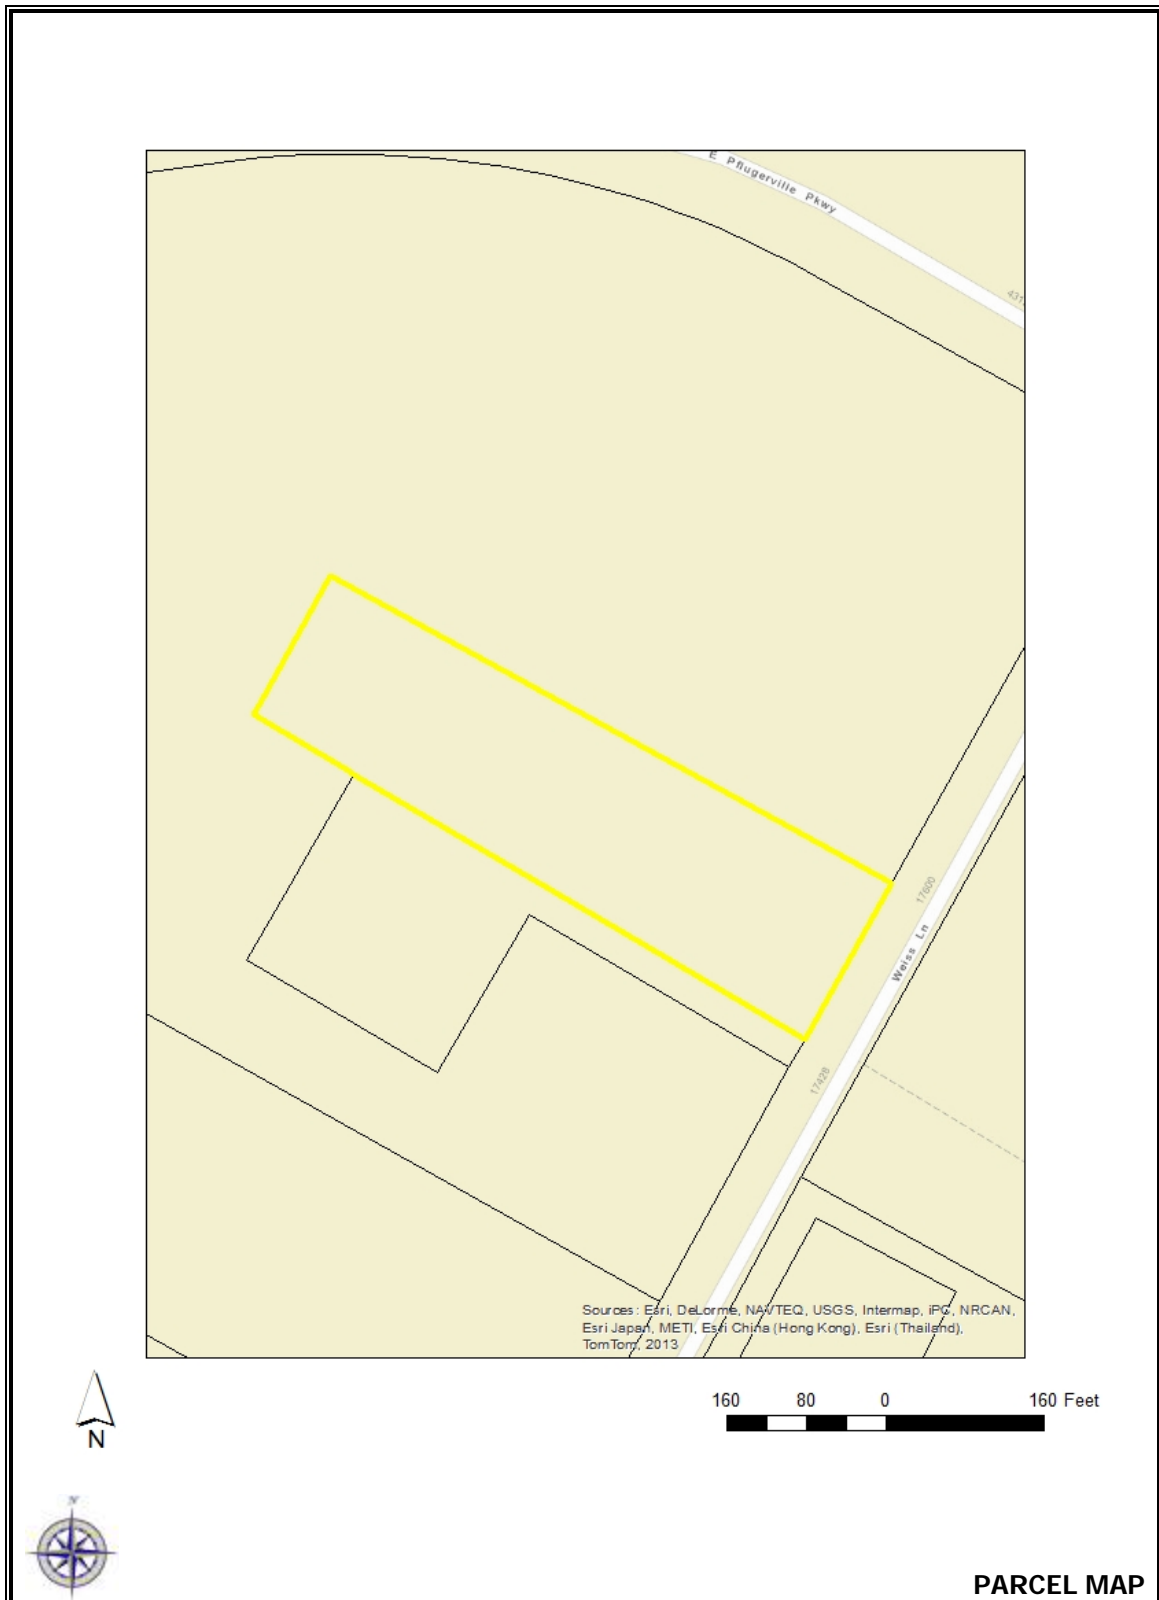 E Pflugerville Pkwy
431
17600
Weiss Ln
17428
Sources: Esri, DeLorme, NAVTEQ, USGS, Intermap, iPC, NRCAN,
Esri Japan, METI, Esri China (Hong Kong), Esri (Thailand),
TomTom, 2013
160 80 0 160 Feet
N
N
PARCEL MAP